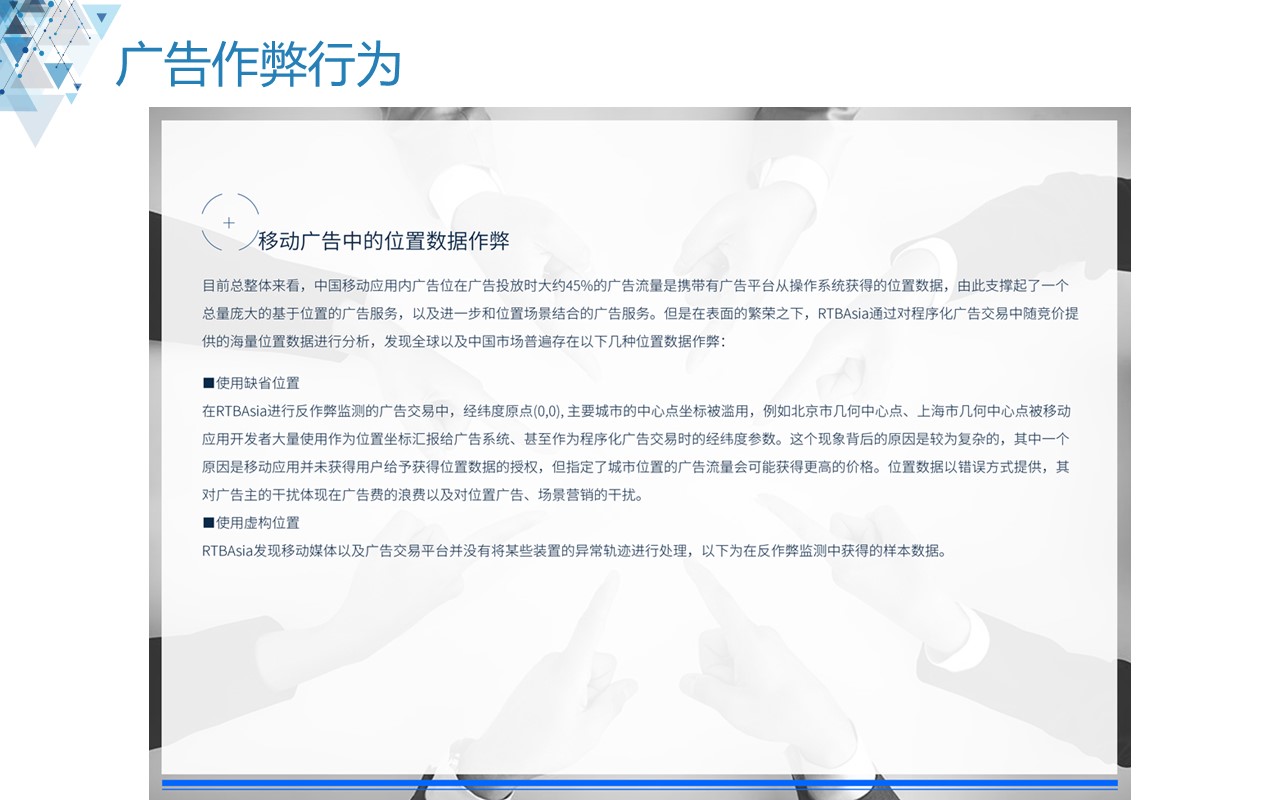 广告作弊行为
移动广告中的位置数据作弊
目前总整体来看，中国移动应用内广告位在广告投放时大约45%的广告流量是携带有广告平台从操作系统获得的位置数据，由此支撑起了一个
总量庞大的基于位置的广告服务，以及进一步和位置场景结合的广告服务。但是在表面的繁荣之下，RTBAsia通过对程序化广告交易中随竞价提
供的海量位置数据进行分析，发现全球以及中国市场普遍存在以下几种位置数据作弊：
■使用缺省位置
在RTBAsia进行反作弊监测的广告交易中，经纬度原点(0,0), 主要城市的中心点坐标被滥用，例如北京市几何中心点、上海市几何中心点被移动
应用开发者大量使用作为位置坐标汇报给广告系统、甚至作为程序化广告交易时的经纬度参数。这个现象背后的原因是较为复杂的，其中一个
原因是移动应用并未获得用户给予获得位置数据的授权，但指定了城市位置的广告流量会可能获得更高的价格。位置数据以错误方式提供，其
对广告主的干扰体现在广告费的浪费以及对位置广告、场景营销的干扰。
■使用虚构位置
RTBAsia发现移动媒体以及广告交易平台并没有将某些装置的异常轨迹进行处理，以下为在反作弊监测中获得的样本数据。